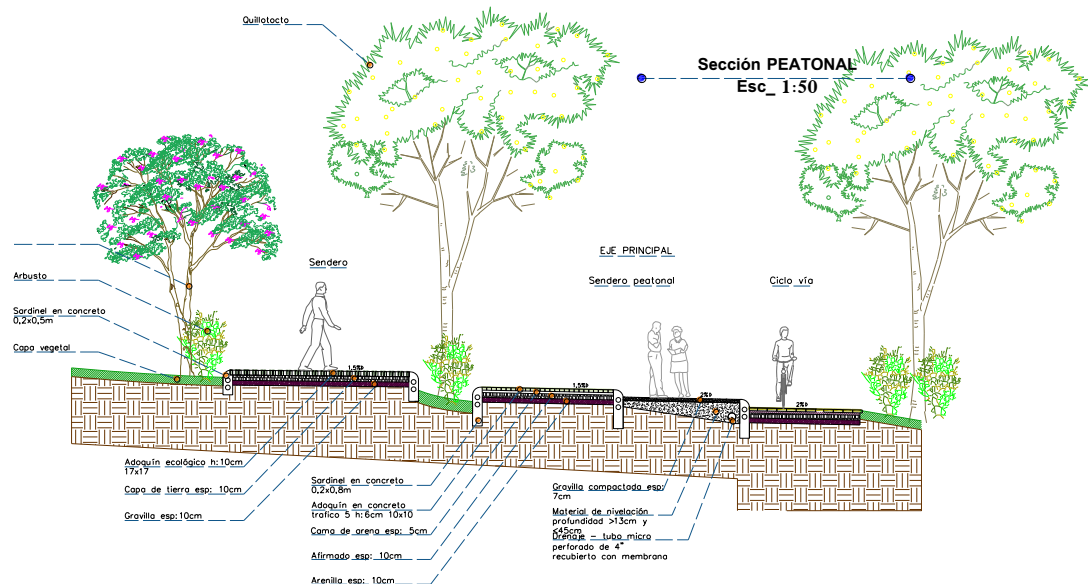 Quillotocto
Sección PEATONAL
Esc_ 1:50
EJE PRINCIPAL
Sendero
Sendero peatonal
Ciclo vía
Arbusto
Sardinel en concreto
0,2x0,5m
Capa vegetal
1.5%P
1.5%P
2%P
2%P
Adoquín ecológico h:10cm
17x17
Capa de tierra esp: 10cm
Gravilla esp:10cm
Sardinel en concreto
0,2x0,8m
Adoquín en concreto
trafico 5 h:6cm 10x10
Cama de arena esp: 5cm
Afirmado esp: 10cm
Arenilla esp: 10cm
Gravilla compactada esp:
7cm
Material de nivelación
profundidad >13cm y
<45cm
Drenaje – tubo micro
perforado de 4"
recubierto con membrana